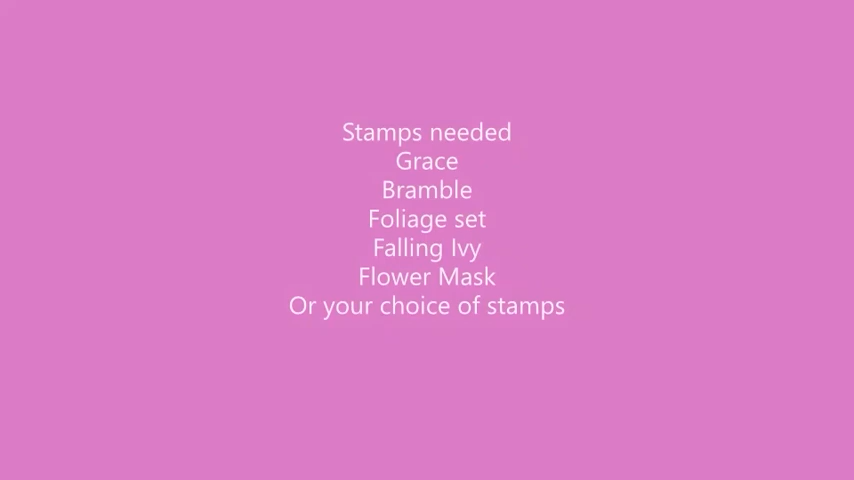 Stamps needed
Grace
Bramble
Foliage set
Falling Ivy
Flower Mask
Or your choice of stamps